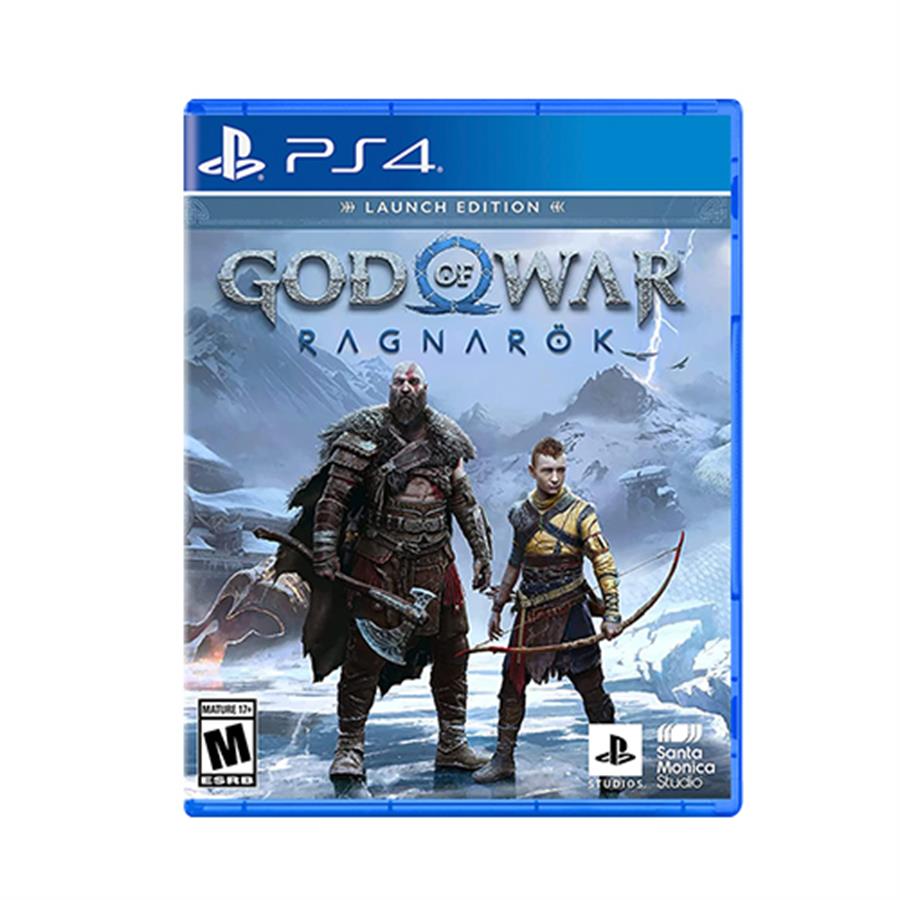 PS4
LAUNCH EDITION
GOD OF WAR
RAGNARÖK
MATURE 17+
M
ESRB
STUDIOS
Santa
Monica
Studio